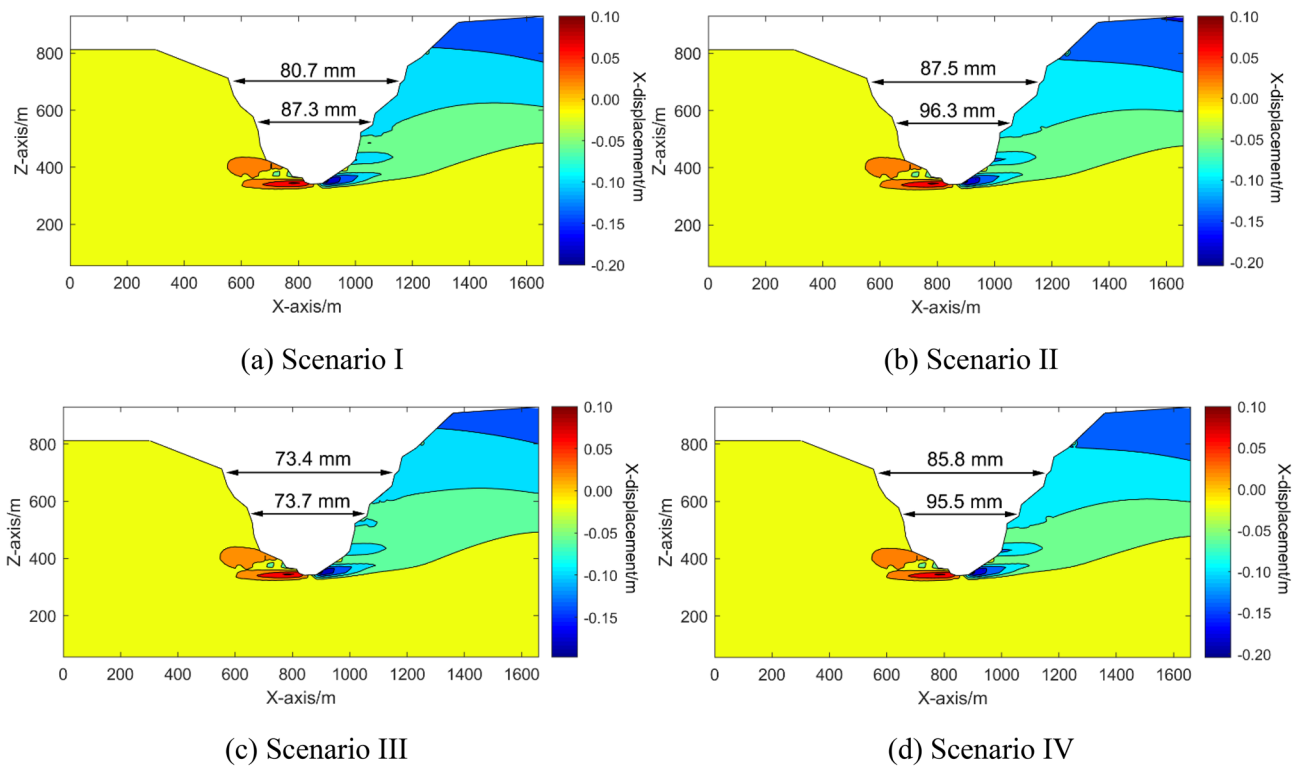 80.7 mm
87.3 mm
800
600
400
200
Z-axis/m
0 200 400 600 800 1000 1200 1400 1600
X-axis/m
0.10
0.05
0.00
-0.05
-0.10
-0.15
-0.20
X-displacement/m
(a) Scenario I
87.5 mm
96.3 mm
800
600
400
200
Z-axis/m
0 200 400 600 800 1000 1200 1400 1600
X-axis/m
0.10
0.05
0.00
-0.05
-0.10
-0.15
-0.20
X-displacement/m
(b) Scenario II
73.4 mm
73.7 mm
800
600
400
200
Z-axis/m
0 200 400 600 800 1000 1200 1400 1600
X-axis/m
0.10
0.05
0.00
-0.05
-0.10
-0.15
X-displacement/m
(c) Scenario III
85.8 mm
95.5 mm
800
600
400
200
Z-axis/m
0 200 400 600 800 1000 1200 1400 1600
X-axis/m
0.10
0.05
0.00
-0.05
-0.10
-0.15
-0.20
X-displacement/m
(d) Scenario IV